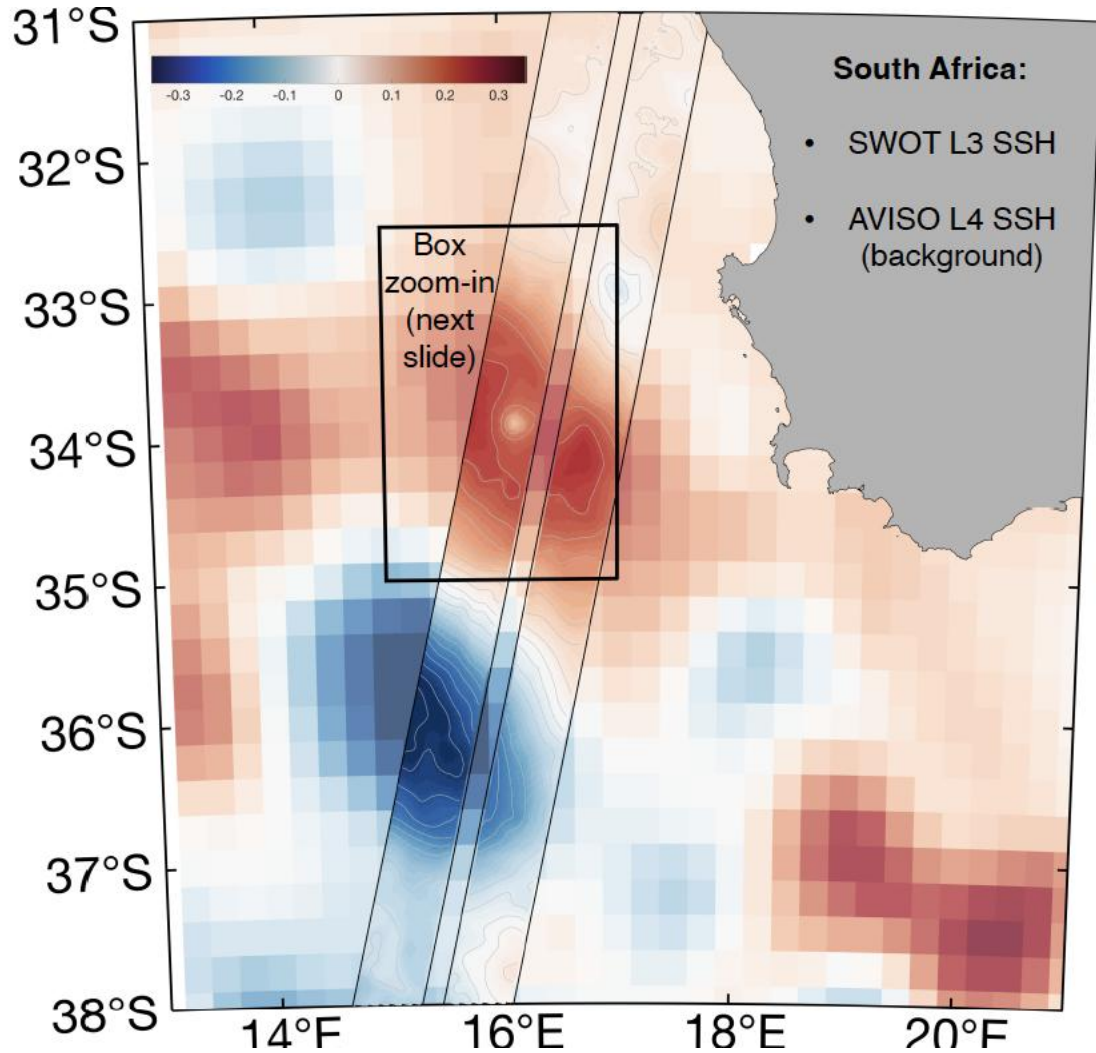 31°S
32°S
33°S
34°S
35°S
36°S
37°S
38°S
14°E
16°E
18°E
20°E
-0.3 -0.2 -0.1 0 0.1 0.2 0.3
Box
zoom-in
(next
slide)
South Africa:
• SWOT L3 SSH
• AVISO L4 SSH
(background)